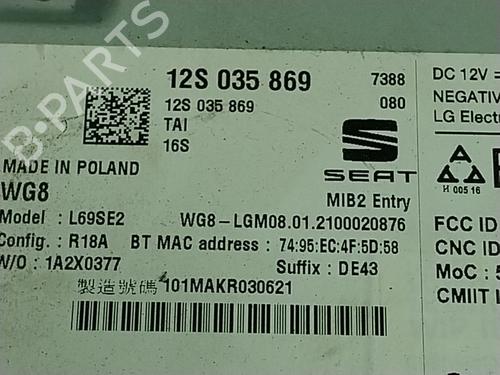 12S 035 869 7388
12S 035 869 080
TAI
16S
SEAT
MADE IN POLAND
WG8
MIB2 Entry
Model : L69SE2 WG8-LGM08.01.2100020876
Config. : R18A BT MAC address : 74:95:EC:4F:5D:58
W/O : 1A2X0377 Suffix : DE43
製造號碼 101MAKR030621
DC 12V
NEGATIV
LG Elect
H 005 16
FCC ID
CNC ID
MoC :
CMIIT
B-PARTS